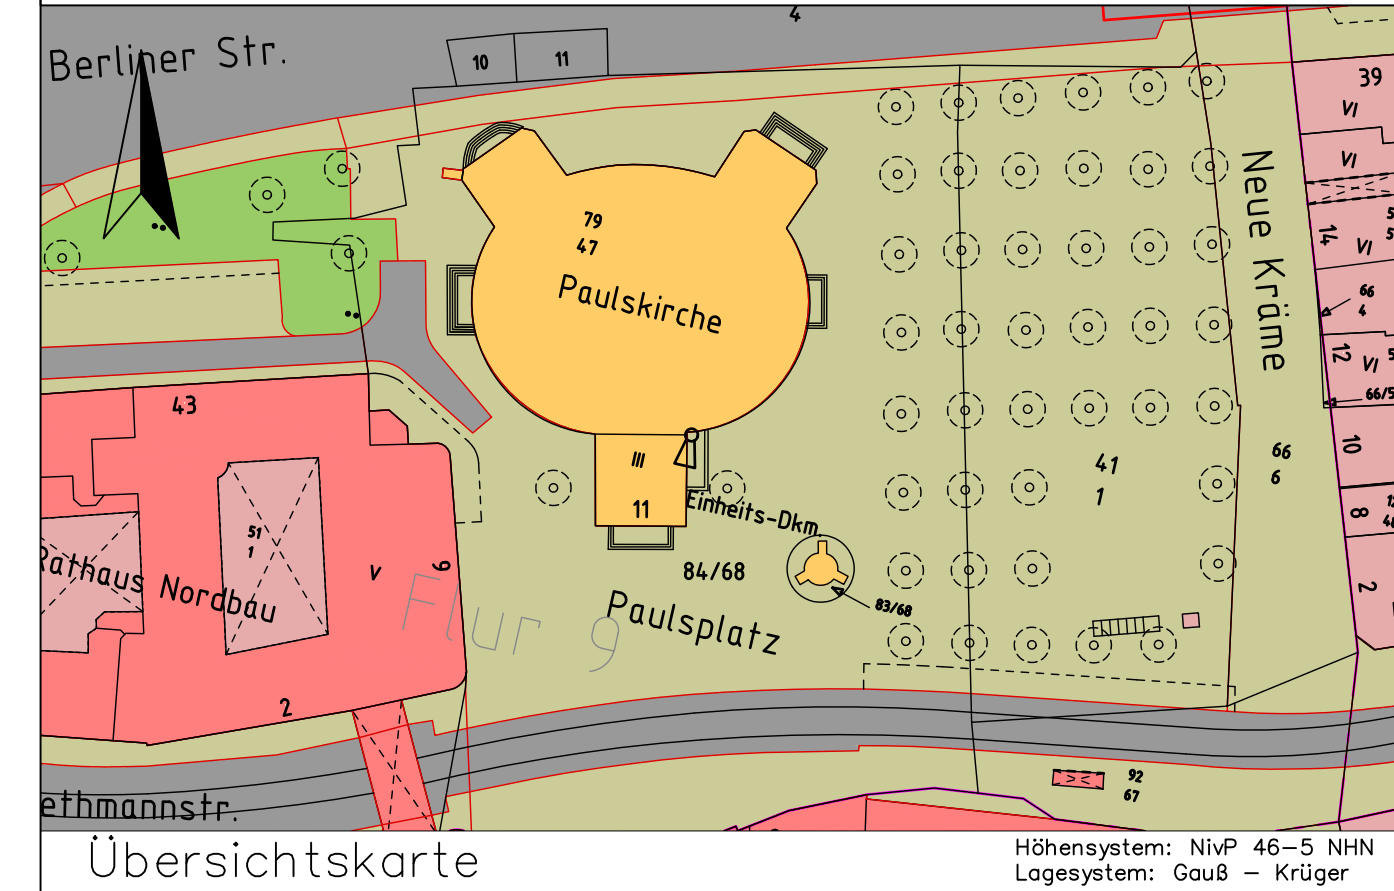 4
Berliner Str.
10
11
39
VI
VI
Neue Kräme
79
47
14
VI
Paulskirche
66
4
12
VI
66/5
43
10
III
11
41
1
66
6
8
Einheits-Dkm.
51
1
Rathaus Nordbau
V
9
84/68
83/68
2
Flur 9
Paulsplatz
2
92
67
ethmannstr.
Übersichtskarte
Höhensystem: NivP 46-5 NHN
Lagesystem: Gauß - Krüger